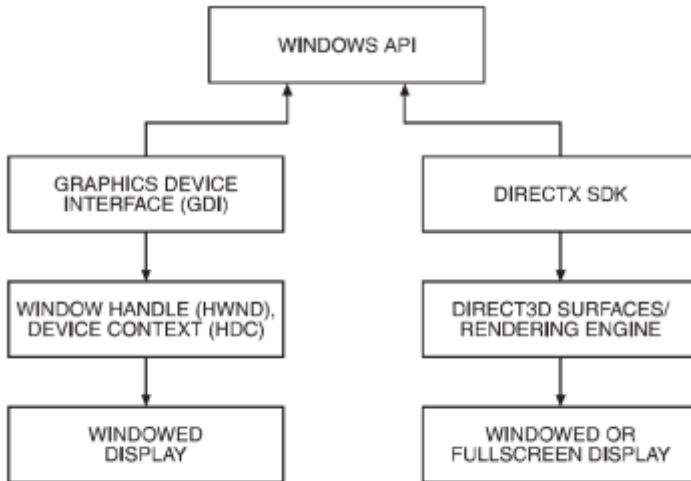 WINDOWS API
GRAPHICS DEVICE
INTERFACE (GDI)
DIRECTX SDK
WINDOW HANDLE (HWND),
DEVICE CONTEXT (HDC)
DIRECT3D SURFACES/
RENDERING ENGINE
WINDOWED
DISPLAY
WINDOWED OR
FULLSCREEN DISPLAY